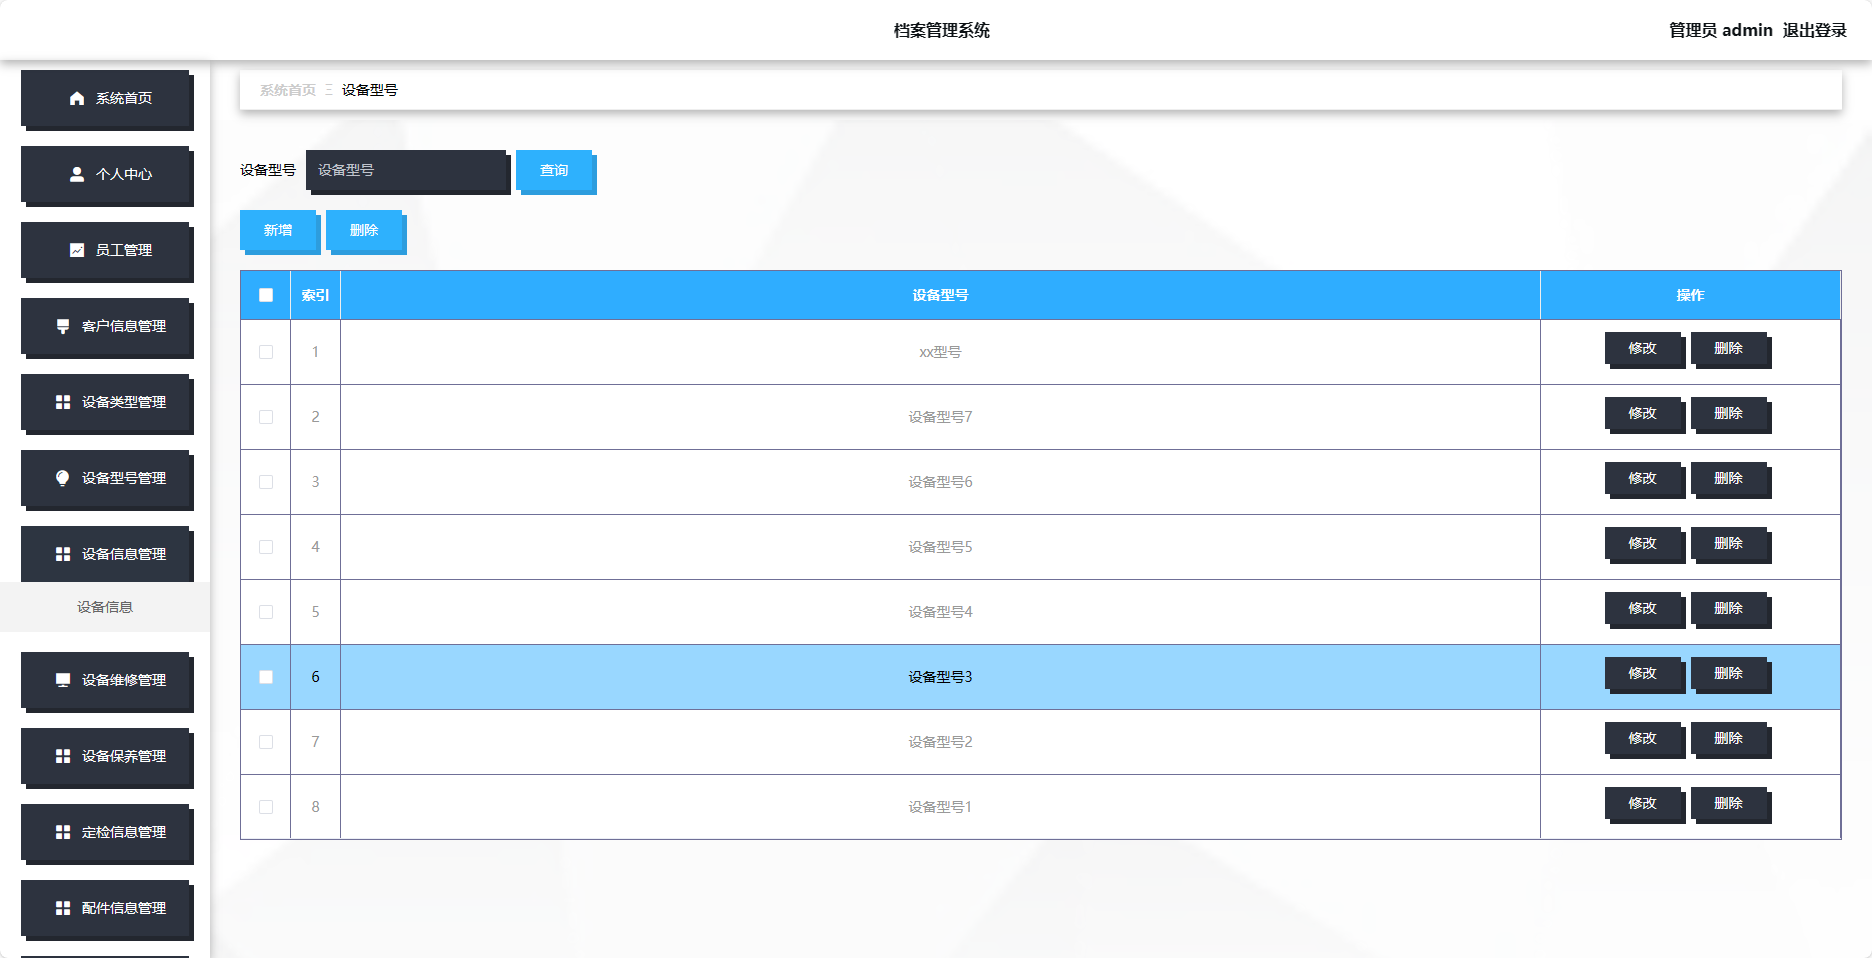 档案管理系统
管理员 admin 退出登录
系统首页
个人中心
员工管理
客户信息管理
设备类型管理
设备型号管理
设备信息管理
设备信息
设备维修管理
设备保养管理
定检信息管理
配件信息管理
系统首页 设备型号
设备型号 设备型号 查询
新增 删除
索引 设备型号 操作
1 xx型号 修改 删除
2 设备型号7 修改 删除
3 设备型号6 修改 删除
4 设备型号5 修改 删除
5 设备型号4 修改 删除
6 设备型号3 修改 删除
7 设备型号2 修改 删除
8 设备型号1 修改 删除